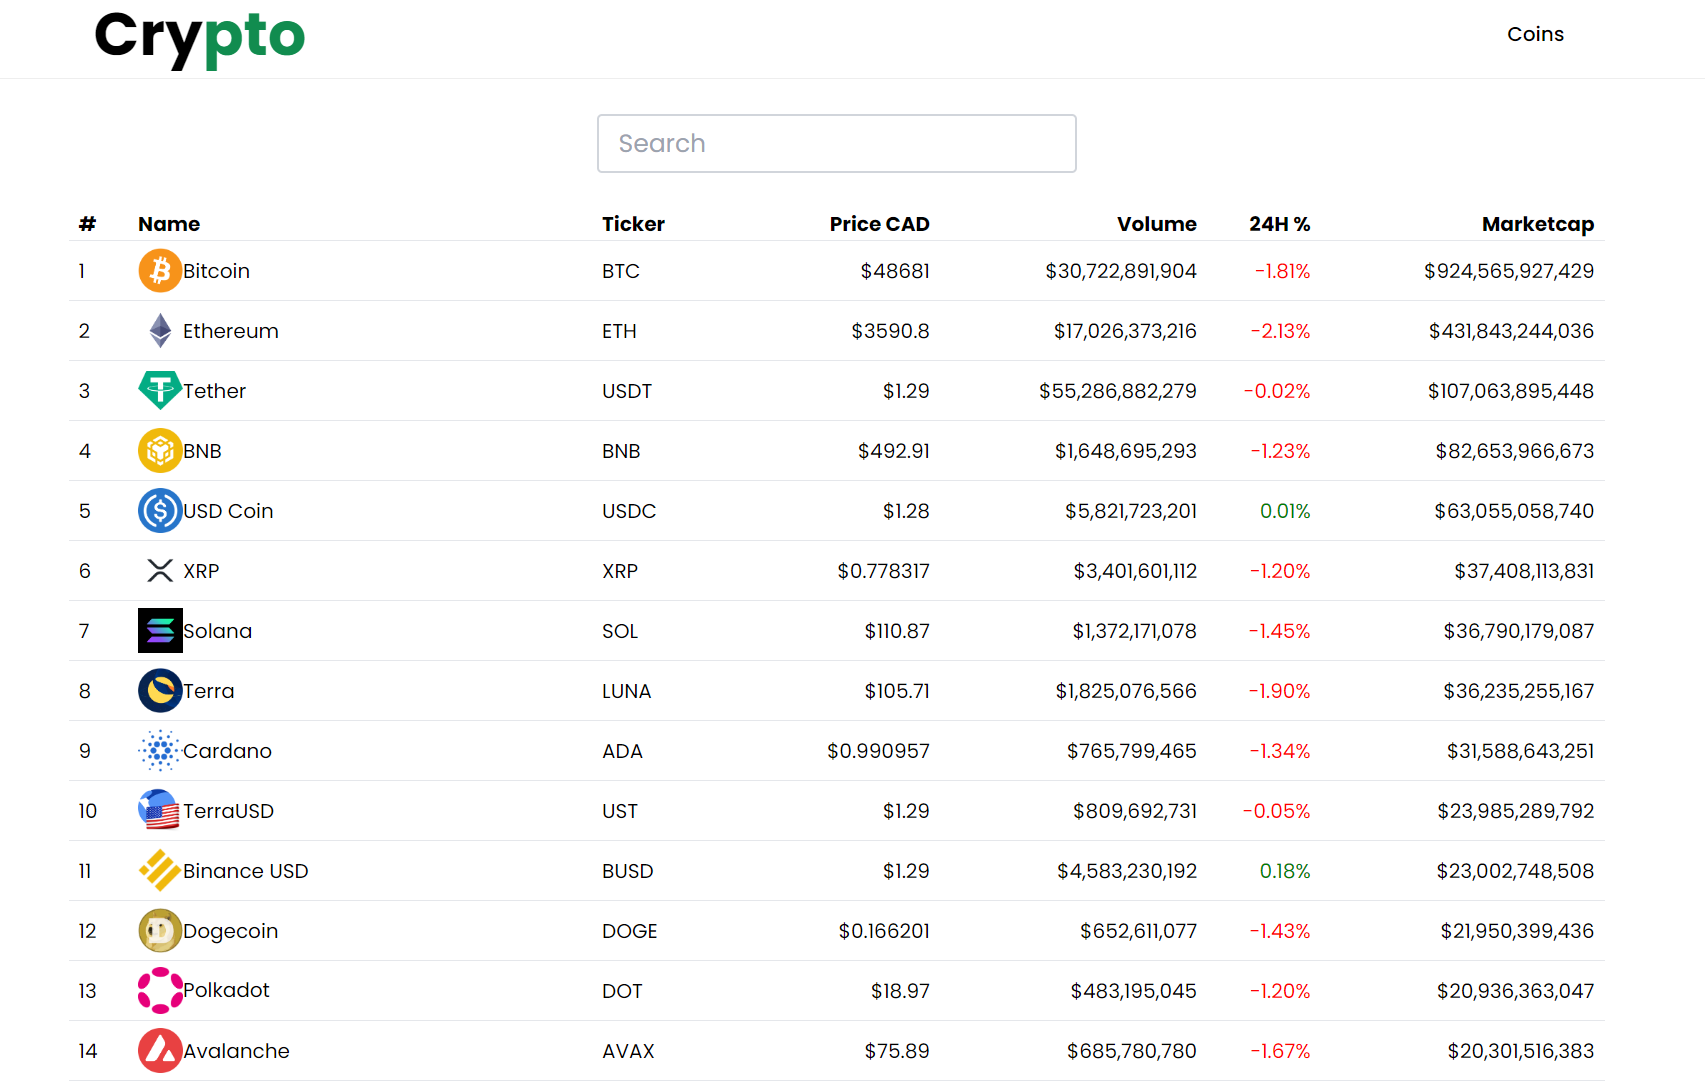 Crypto Coins
Search
# Name Ticker Price CAD Volume 24H % Marketcap
1 Bitcoin BTC $48681 $30,722,891,904 -1.81% $924,565,927,429
2 Ethereum ETH $3590.8 $17,026,373,216 -2.13% $431,843,244,036
3 Tether USDT $1.29 $55,286,882,279 -0.02% $107,063,895,448
4 BNB BNB $492.91 $1,648,695,293 -1.23% $82,653,966,673
5 USD Coin USDC $1.28 $5,821,723,201 0.01% $63,055,058,740
6 XRP XRP $0.778317 $3,401,601,112 -1.20% $37,408,113,831
7 Solana SOL $110.87 $1,372,171,078 -1.45% $36,790,179,087
8 Terra LUNA $105.71 $1,825,076,566 -1.90% $36,235,255,167
9 Cardano ADA $0.990957 $765,799,465 -1.34% $31,588,643,251
10 TerraUSD UST $1.29 $809,692,731 -0.05% $23,985,289,792
11 Binance USD BUSD $1.29 $4,583,230,192 0.18% $23,002,748,508
12 Dogecoin DOGE $0.166201 $652,611,077 -1.43% $21,950,399,436
13 Polkadot DOT $18.97 $483,195,045 -1.20% $20,936,363,047
14 Avalanche AVAX $75.89 $685,780,780 -1.67% $20,301,516,383